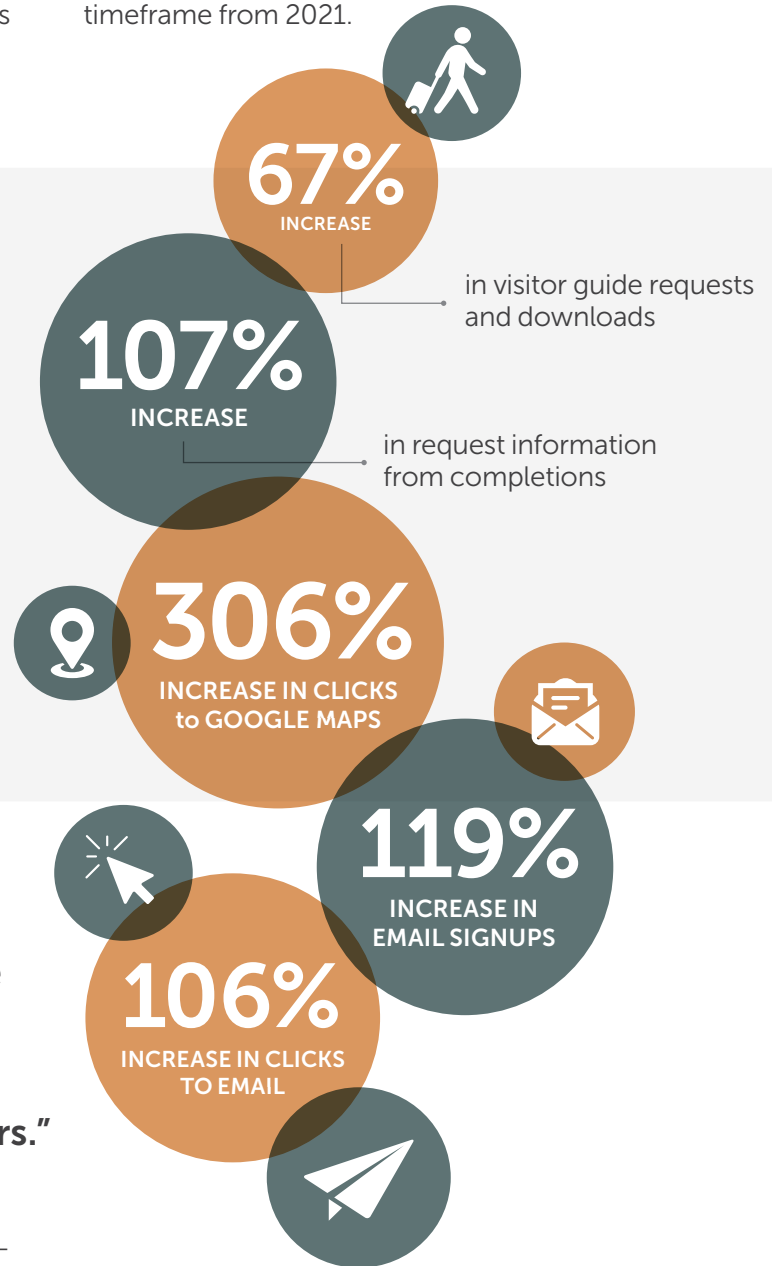 s
timeframe from 2021.
67%
INCREASE
in visitor guide requests
and downloads
107%
INCREASE
in request information
from completions
306%
INCREASE IN CLICKS
to GOOGLE MAPS
119%
INCREASE IN
EMAIL SIGNUPS
106%
INCREASE IN CLICKS
TO EMAIL
rs.”